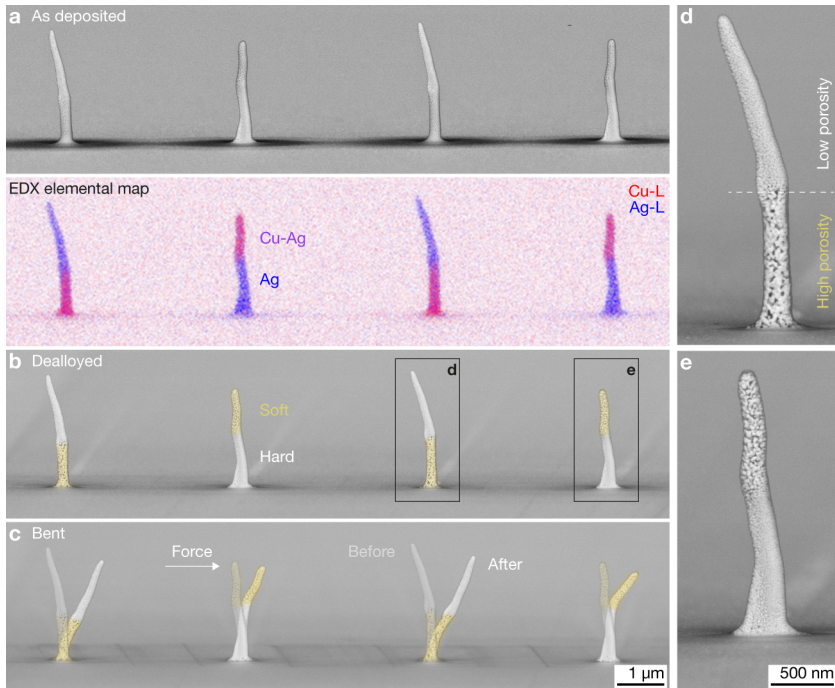 a As deposited
EDX elemental map
Cu-L
Ag-L
Cu-Ag
Ag
b Dealloyed
d
e
Soft
Hard
c Bent
Force
Before
After
1 µm
d
Low porosity
High porosity
e
500 nm